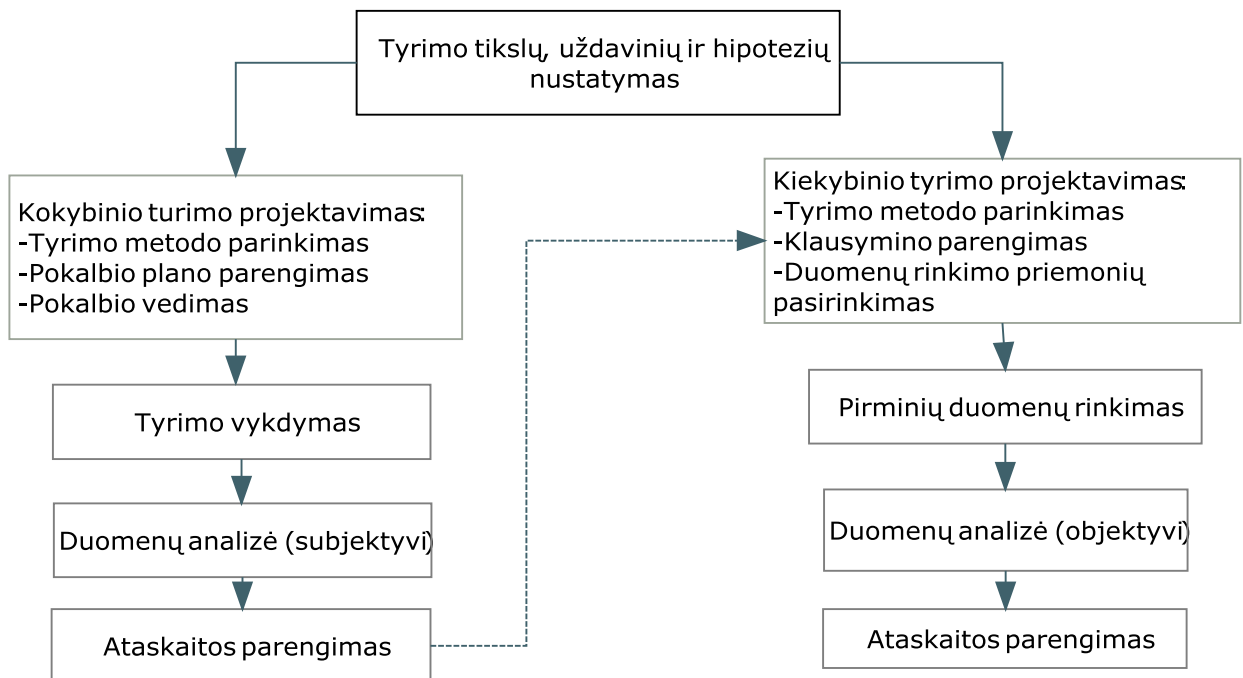 Tyrimo tikslų, uždavinių ir hipotezių
nustatymas
Kokybinio turimo projektavimas:
-Tyrimo metodo parinkimas
-Pokalbio plano parengimas
-Pokalbio vedimas
Tyrimo vykdymas
Duomenų analizė (subjektyvi)
Ataskaitos parengimas
Kiekybinio tyrimo projektavimas:
-Tyrimo metodo parinkimas
-Klausymino parengimas
-Duomenų rinkimo priemonių
pasirinkimas
Pirminių duomenų rinkimas
Duomenų analizė (objektyvi)
Ataskaitos parengimas